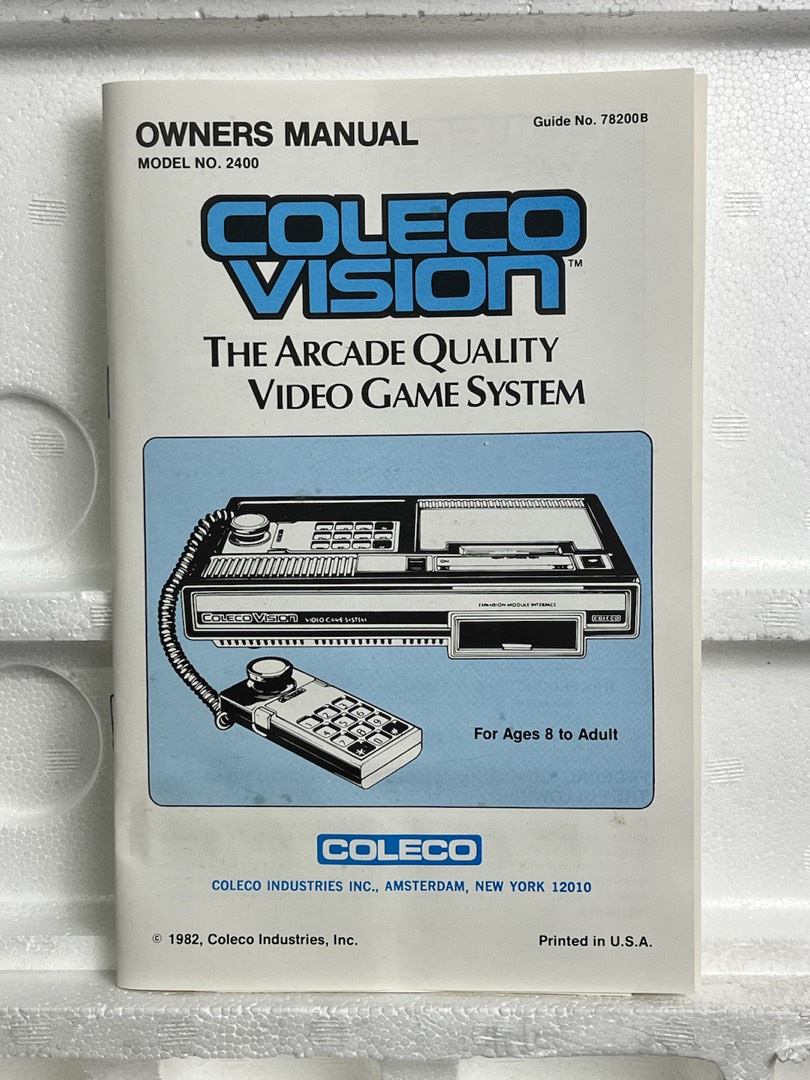 OWNERS MANUAL
Guide No. 78200B
MODEL NO. 2400
COLECO
VISION™
THE ARCADE QUALITY
VIDEO GAME SYSTEM
EXPANSION MODULE INTERFACE
COLECOVISION VIDEO GAME SYSTEM
COLECO
For Ages 8 to Adult
COLECO
COLECO INDUSTRIES INC., AMSTERDAM, NEW YORK 12010
© 1982, Coleco Industries, Inc.
Printed in U.S.A.